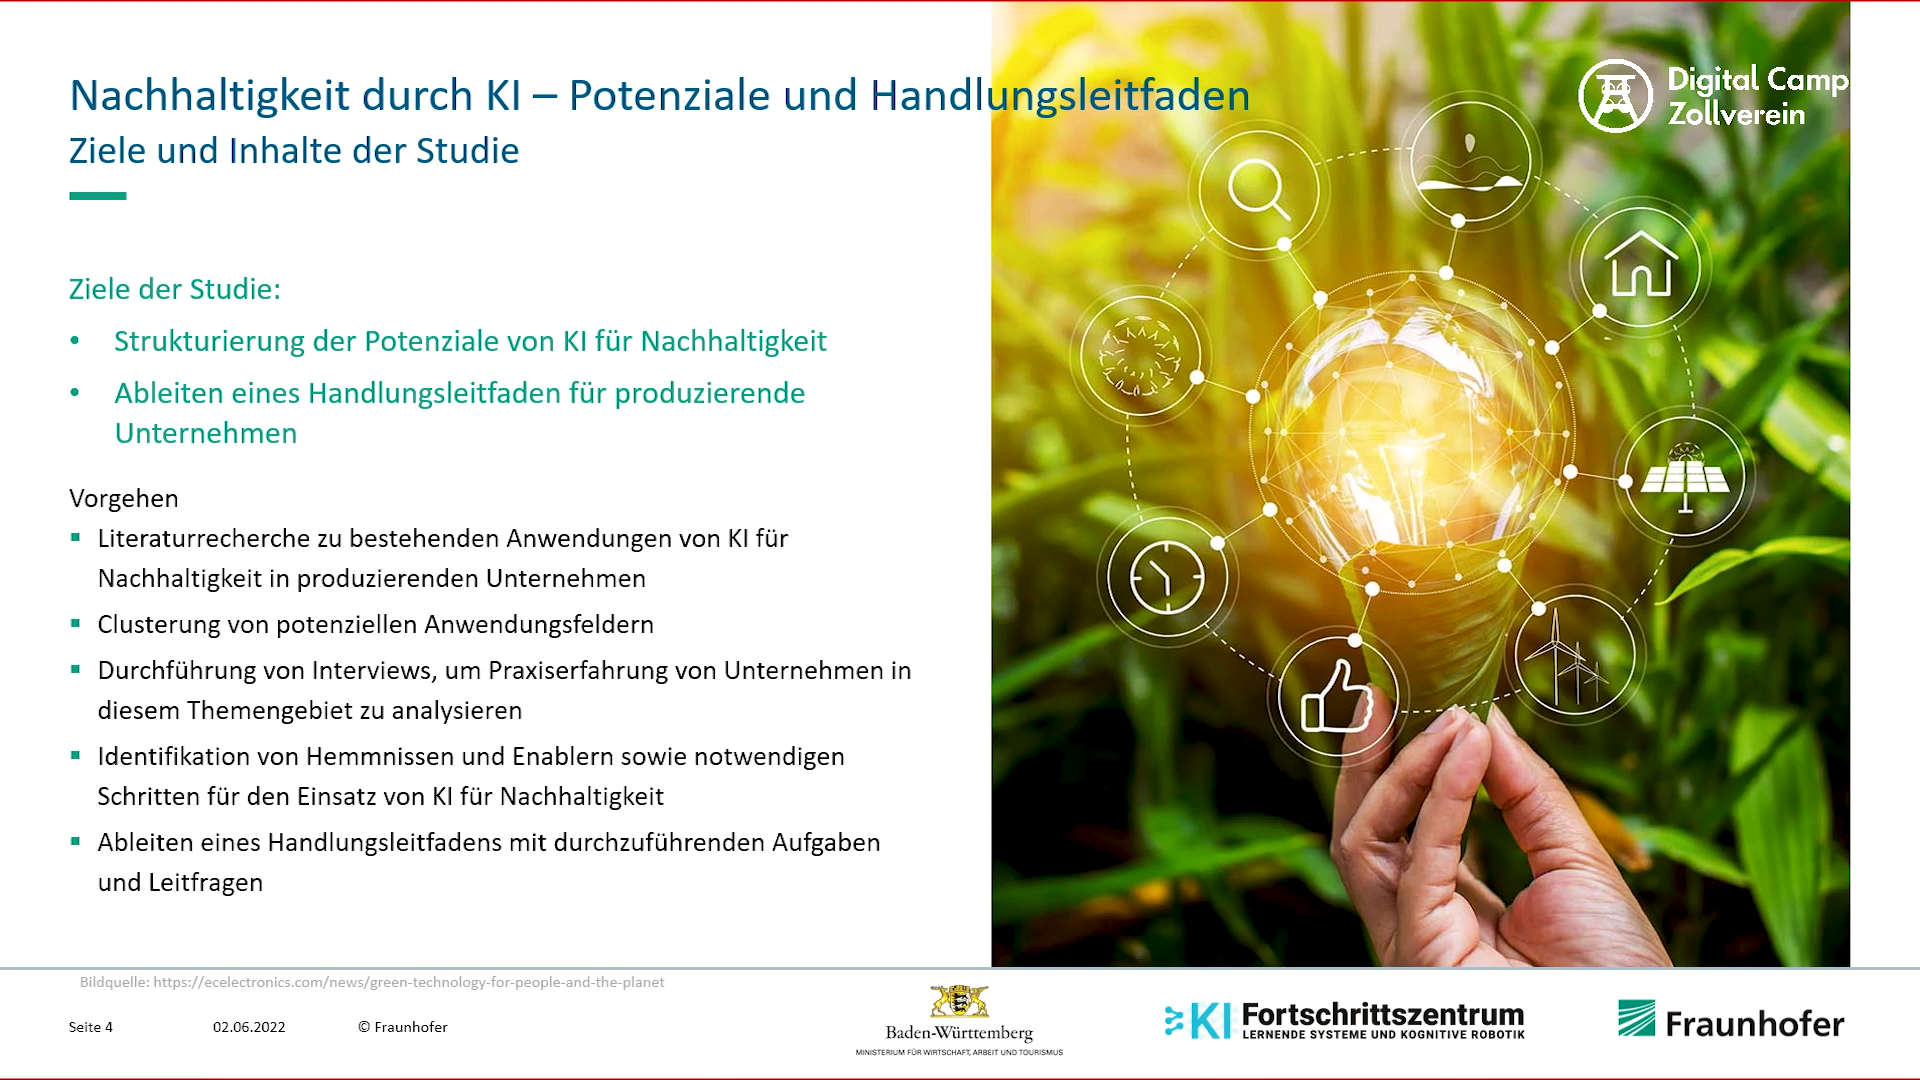 Nachhaltigkeit durch KI – Potenziale und Handlungsleitfaden
Ziele und Inhalte der Studie
Digital Camp
Zollverein
Ziele der Studie:
• Strukturierung der Potenziale von KI für Nachhaltigkeit
• Ableiten eines Handlungsleitfaden für produzierende
Unternehmen
Vorgehen
▪ Literaturrecherche zu bestehenden Anwendungen von KI für
Nachhaltigkeit in produzierenden Unternehmen
▪ Clusterung von potenziellen Anwendungsfeldern
▪ Durchführung von Interviews, um Praxiserfahrung von Unternehmen in
diesem Themengebiet zu analysieren
▪ Identifikation von Hemmnissen und Enablern sowie notwendigen
Schritten für den Einsatz von KI für Nachhaltigkeit
▪ Ableiten eines Handlungsleitfadens mit durchzuführenden Aufgaben
und Leitfragen
Bildquelle: https://ecelectronics.com/news/green-technology-for-people-and-the-planet
Seite 4
02.06.2022
© Fraunhofer
Baden-Württemberg
MINISTERIUM FÜR WIRTSCHAFT, ARBEIT UND TOURISMUS
KI Fortschrittszentrum
LERNENDE SYSTEME UND KOGNITIVE ROBOTIK
Fraunhofer